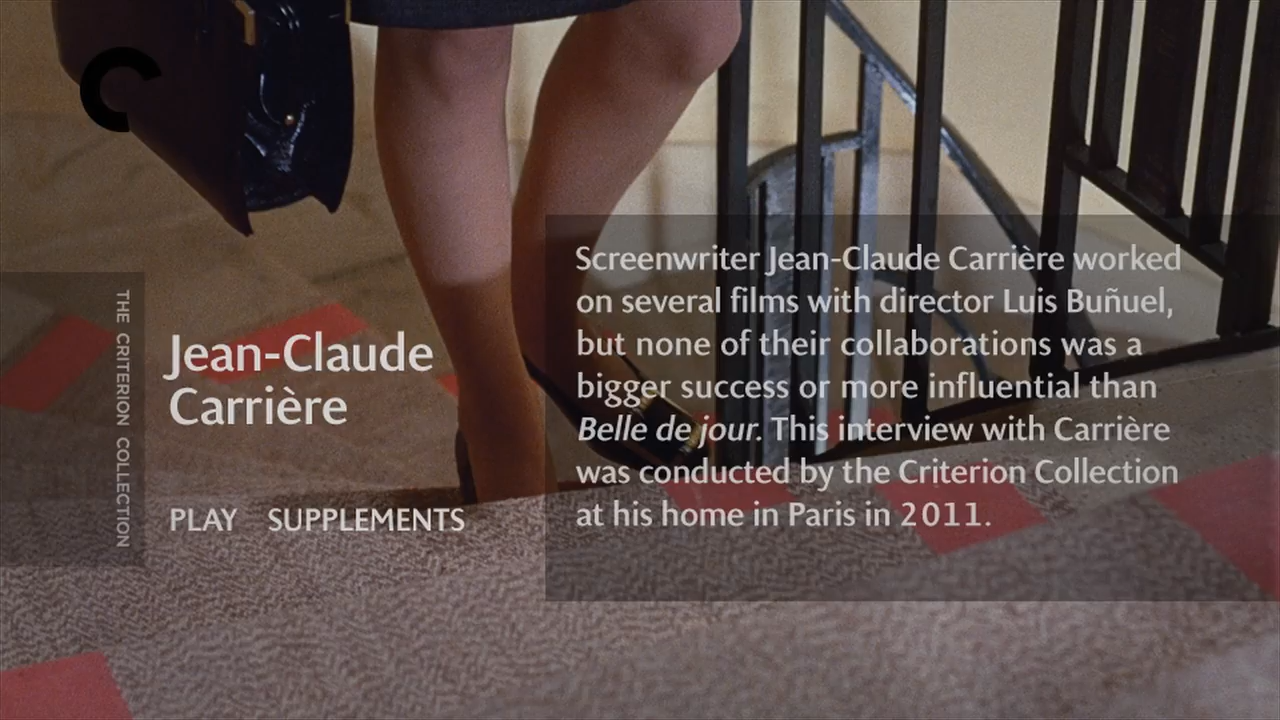 THE CRITERION COLLECTION
Jean-Claude
Carrière
PLAY SUPPLEMENTS
Screenwriter Jean-Claude Carrière worked
on several films with director Luis Buñuel,
but none of their collaborations was a
bigger success or more influential than
Belle de jour. This interview with Carrière
was conducted by the Criterion Collection
at his home in Paris in 2011.